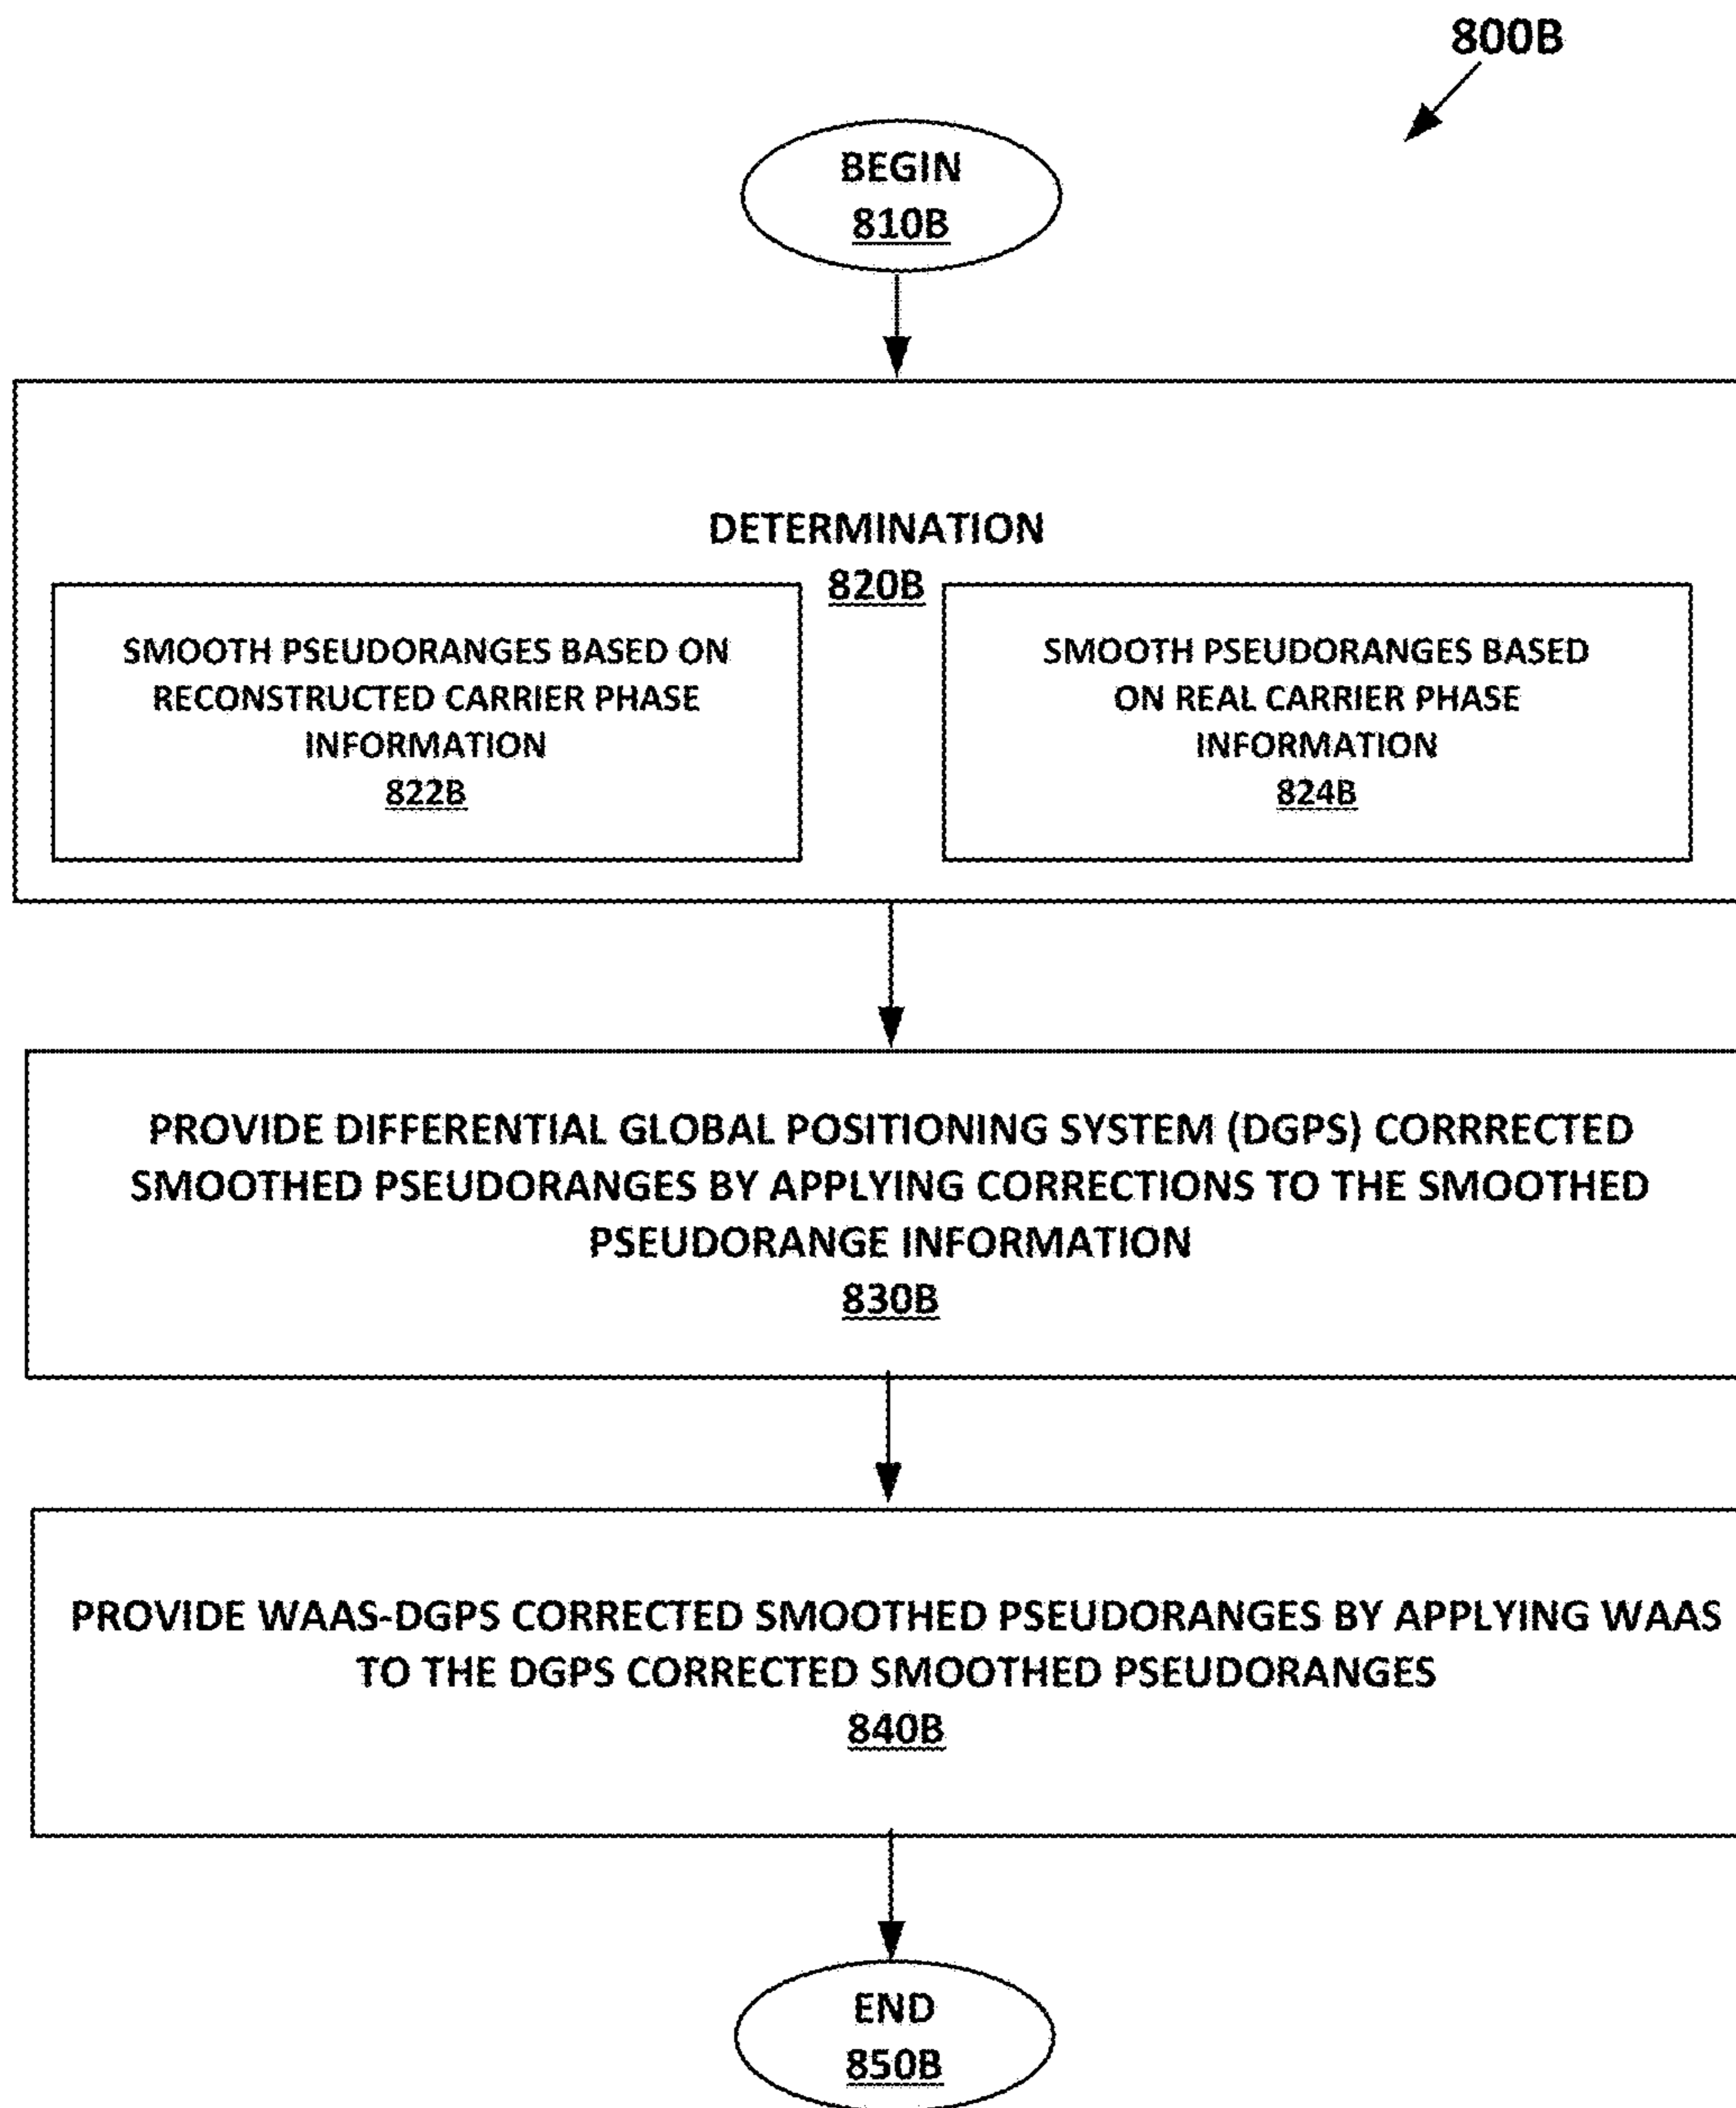 800B
BEGIN
810B
DETERMINATION
820B
SMOOTH PSEUDORANGES BASED ON
RECONSTRUCTED CARRIER PHASE
INFORMATION
822B
SMOOTH PSEUDORANGES BASED
ON REAL CARRIER PHASE
INFORMATION
824B
PROVIDE DIFFERENTIAL GLOBAL POSITIONING SYSTEM (DGPS) CORRRECTED
SMOOTHED PSEUDORANGES BY APPLYING CORRECTIONS TO THE SMOOTHED
PSEUDORANGE INFORMATION
830B
PROVIDE WAAS-DGPS CORRECTED SMOOTHED PSEUDORANGES BY APPLYING WAAS
TO THE DGPS CORRECTED SMOOTHED PSEUDORANGES
840B
END
850B